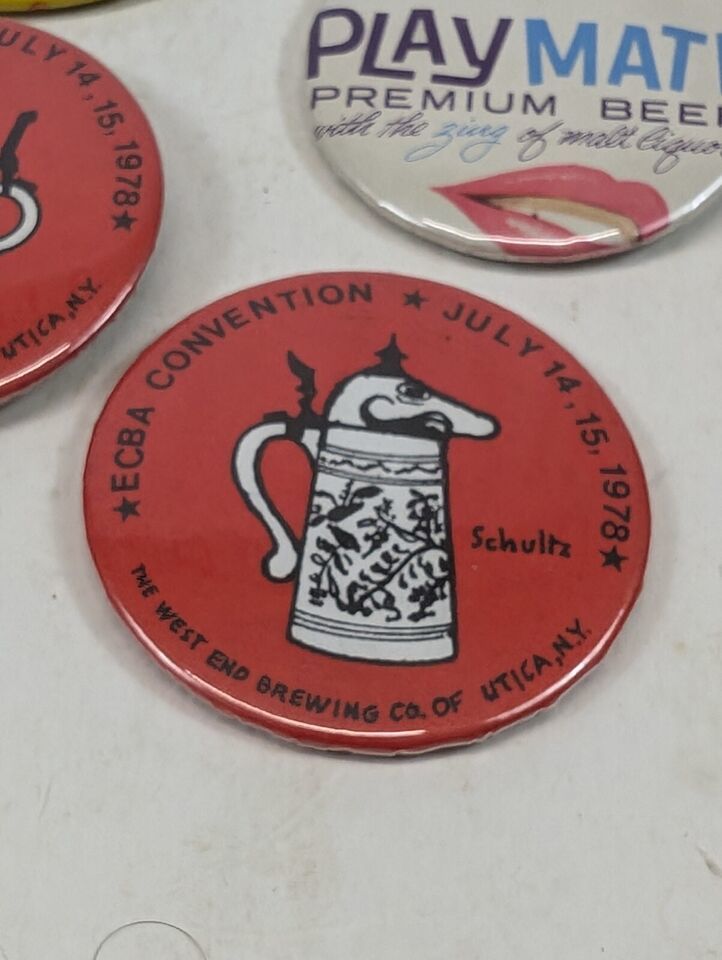 JULY 14, 15, 1978 ★
UTICA, N.Y.
PLAYMAT
PREMIUM BEE
with the zing of malt liquo
★ ECBA CONVENTION ★ JULY 14, 15, 1978 ★
Schultz
THE WEST END BREWING CO. OF UTICA, N.Y.